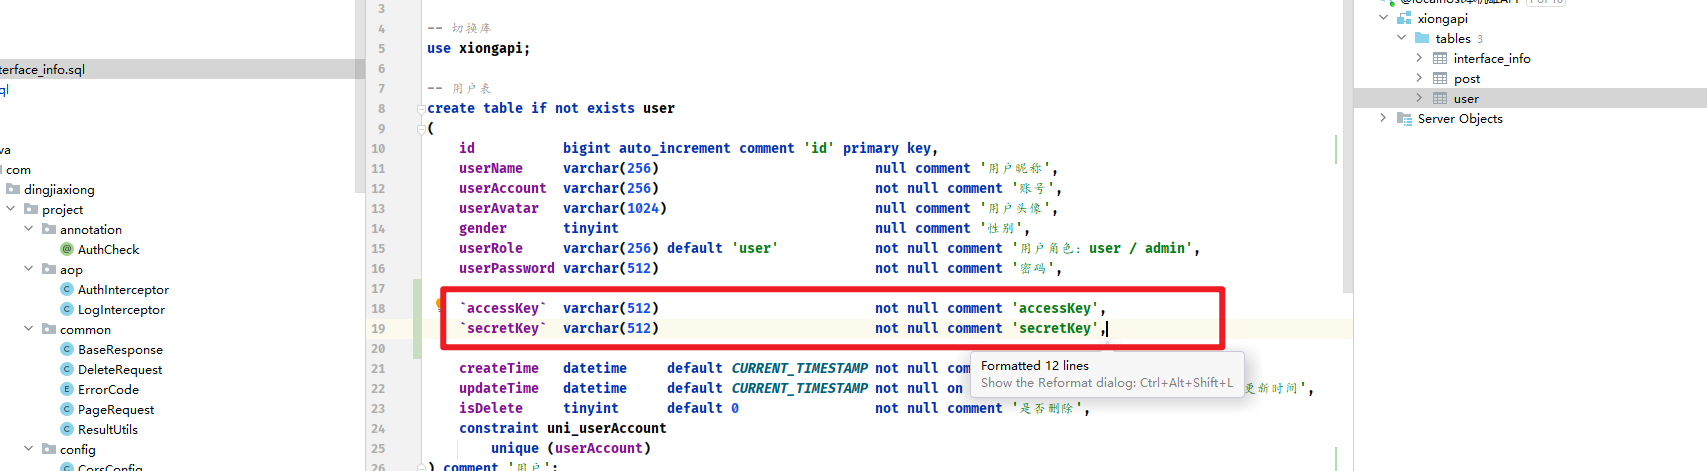 terface_info.sql
ql
va
com
dingjiaxiong
project
annotation
AuthCheck
aop
AuthInterceptor
LogInterceptor
common
BaseResponse
DeleteRequest
ErrorCode
PageRequest
ResultUtils
config
CorsConfig
3
4 -- 切换库
5 use xiongapi;
6
7 -- 用户表
8 create table if not exists user
9 (
10 id bigint auto_increment comment 'id' primary key,
11 userName varchar(256) null comment '用户昵称',
12 userAccount varchar(256) not null comment '账号',
13 userAvatar varchar(1024) null comment '用户头像',
14 gender tinyint null comment '性别',
15 userRole varchar(256) default 'user' not null comment '用户角色: user / admin',
16 userPassword varchar(512) not null comment '密码',
17
18 `accessKey` varchar(512) not null comment 'accessKey',
19 `secretKey` varchar(512) not null comment 'secretKey',
20
21 createTime datetime default CURRENT_TIMESTAMP not null com
22 updateTime datetime default CURRENT_TIMESTAMP not null on 更新时间',
23 isDelete tinyint default 0 not null comment '是否删除',
24 constraint uni_userAccount
25 unique (userAccount)
26 ) comment '用户';
Formatted 12 lines
Show the Reformat dialog: Ctrl+Alt+Shift+L
xiongapi
tables 3
interface_info
post
user
Server Objects